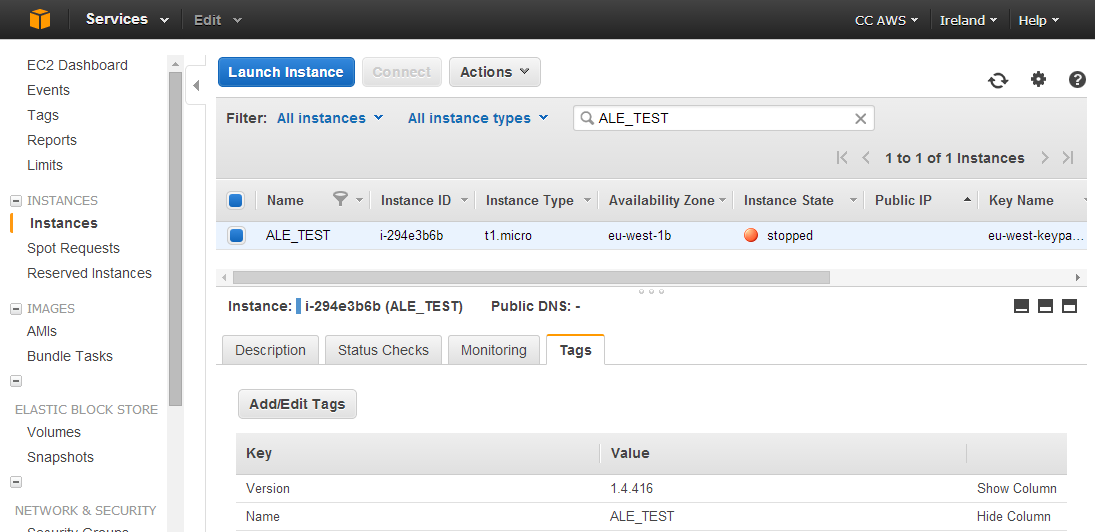 Services Edit CC AWS Ireland Help
EC2 Dashboard
Events
Tags
Reports
Limits
INSTANCES
Instances
Spot Requests
Reserved Instances
IMAGES
AMIs
Bundle Tasks
ELASTIC BLOCK STORE
Volumes
Snapshots
NETWORK & SECURITY
Security Groups
Launch Instance Connect Actions
Filter: All instances All instance types ALE_TEST
1 to 1 of 1 Instances
Name Instance ID Instance Type Availability Zone Instance State Public IP Key Name
ALE_TEST i-294e3b6b t1.micro eu-west-1b stopped eu-west-keypa...
Instance: i-294e3b6b (ALE_TEST) Public DNS: -
Description Status Checks Monitoring Tags
Add/Edit Tags
Key Value
Version 1.4.416 Show Column
Name ALE_TEST Hide Column